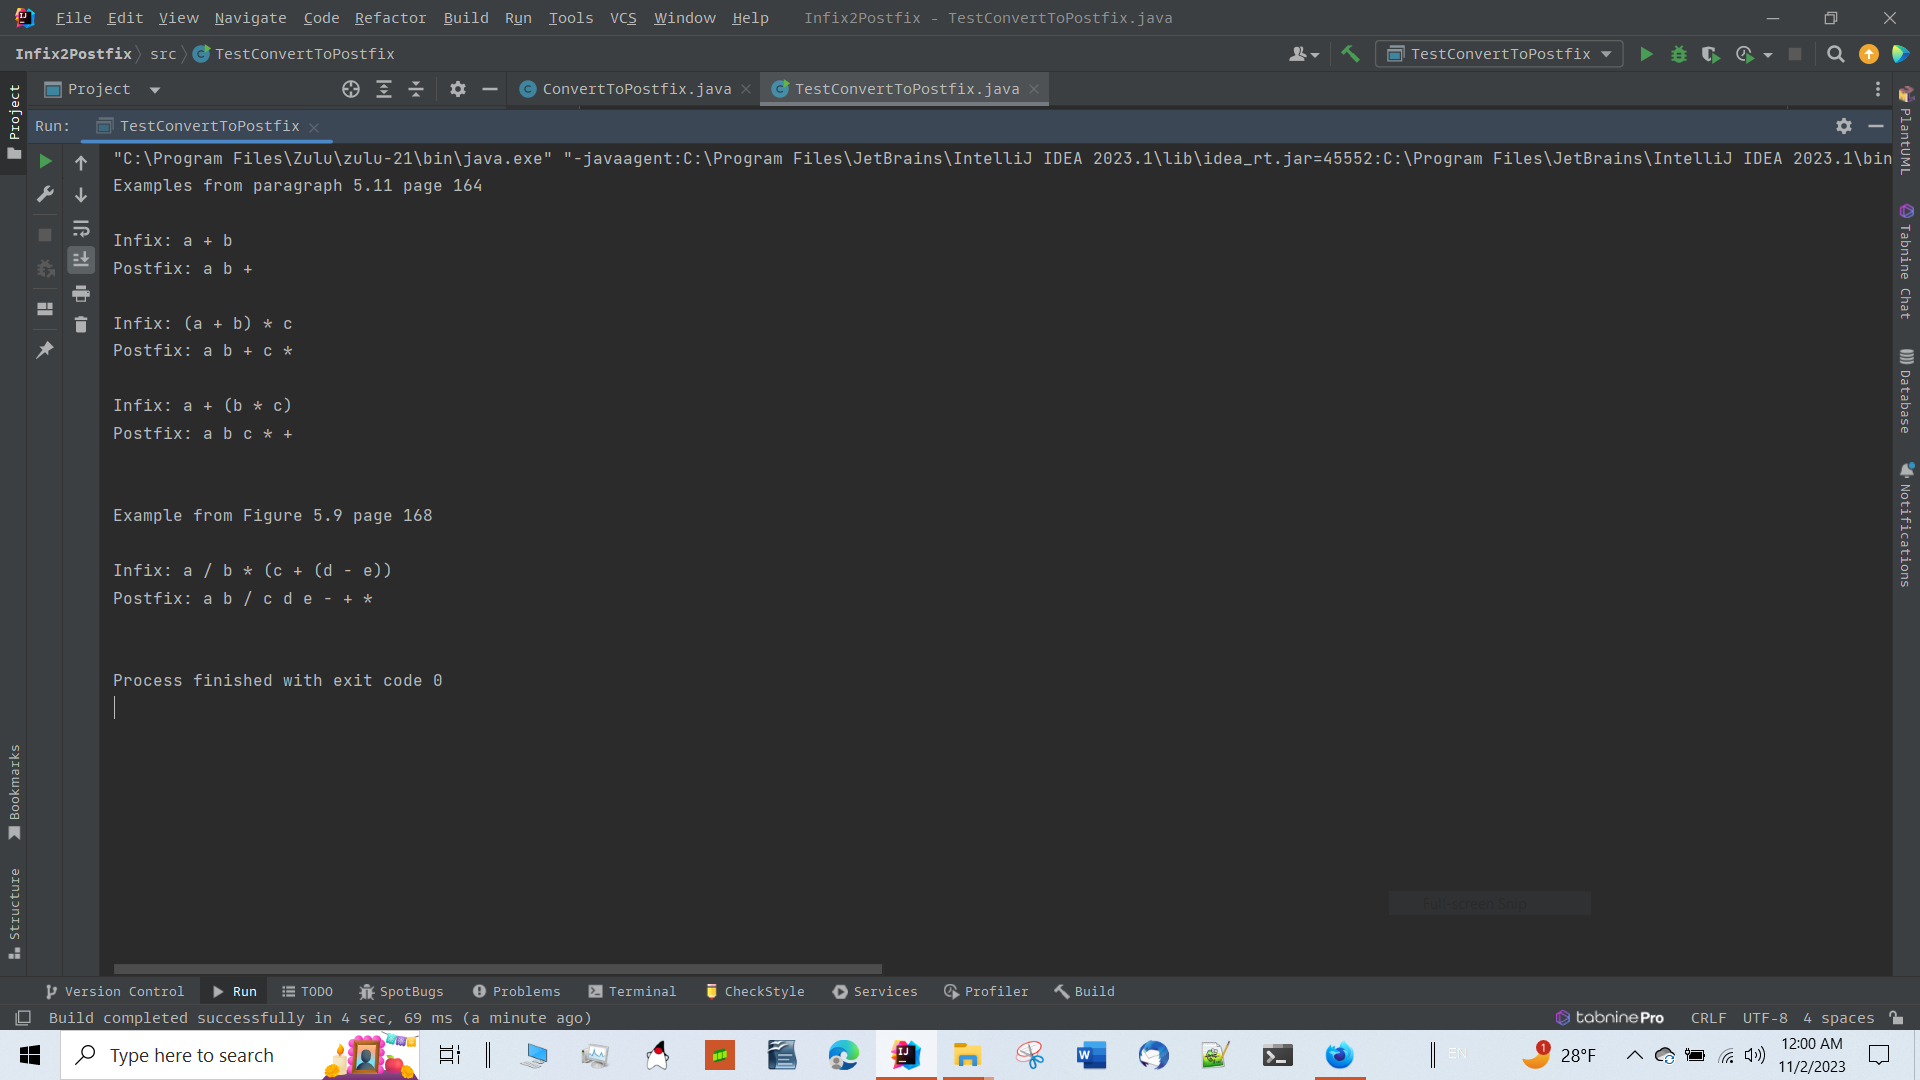 File Edit View Navigate Code Refactor Build Run Tools VCS Window Help Infix2Postfix - TestConvertToPostfix.java
Infix2Postfix src TestConvertToPostfix TestConvertToPostfix
Project ConvertToPostfix.java TestConvertToPostfix.java
Run: TestConvertToPostfix
"C:\Program Files\Zulu\zulu-21\bin\java.exe" "-javaagent:C:\Program Files\JetBrains\IntelliJ IDEA 2023.1\lib\idea_rt.jar=45552:C:\Program Files\JetBrains\IntelliJ IDEA 2023.1\bin
Examples from paragraph 5.11 page 164
Infix: a + b
Postfix: a b +
Infix: (a + b) * c
Postfix: a b + c *
Infix: a + (b * c)
Postfix: a b c * +
Example from Figure 5.9 page 168
Infix: a / b * (c + (d - e))
Postfix: a b / c d e - + *
Process finished with exit code 0
Full-screen Snip
Project
Bookmarks
Structure
PlantUML
Tabnine Chat
Database
Notifications
Version Control Run TODO SpotBugs Problems Terminal CheckStyle Services Profiler Build
Build completed successfully in 4 sec, 69 ms (a minute ago) tabnine Pro CRLF UTF-8 4 spaces
Type here to search EN 1 28°F 12:00 AM
11/2/2023